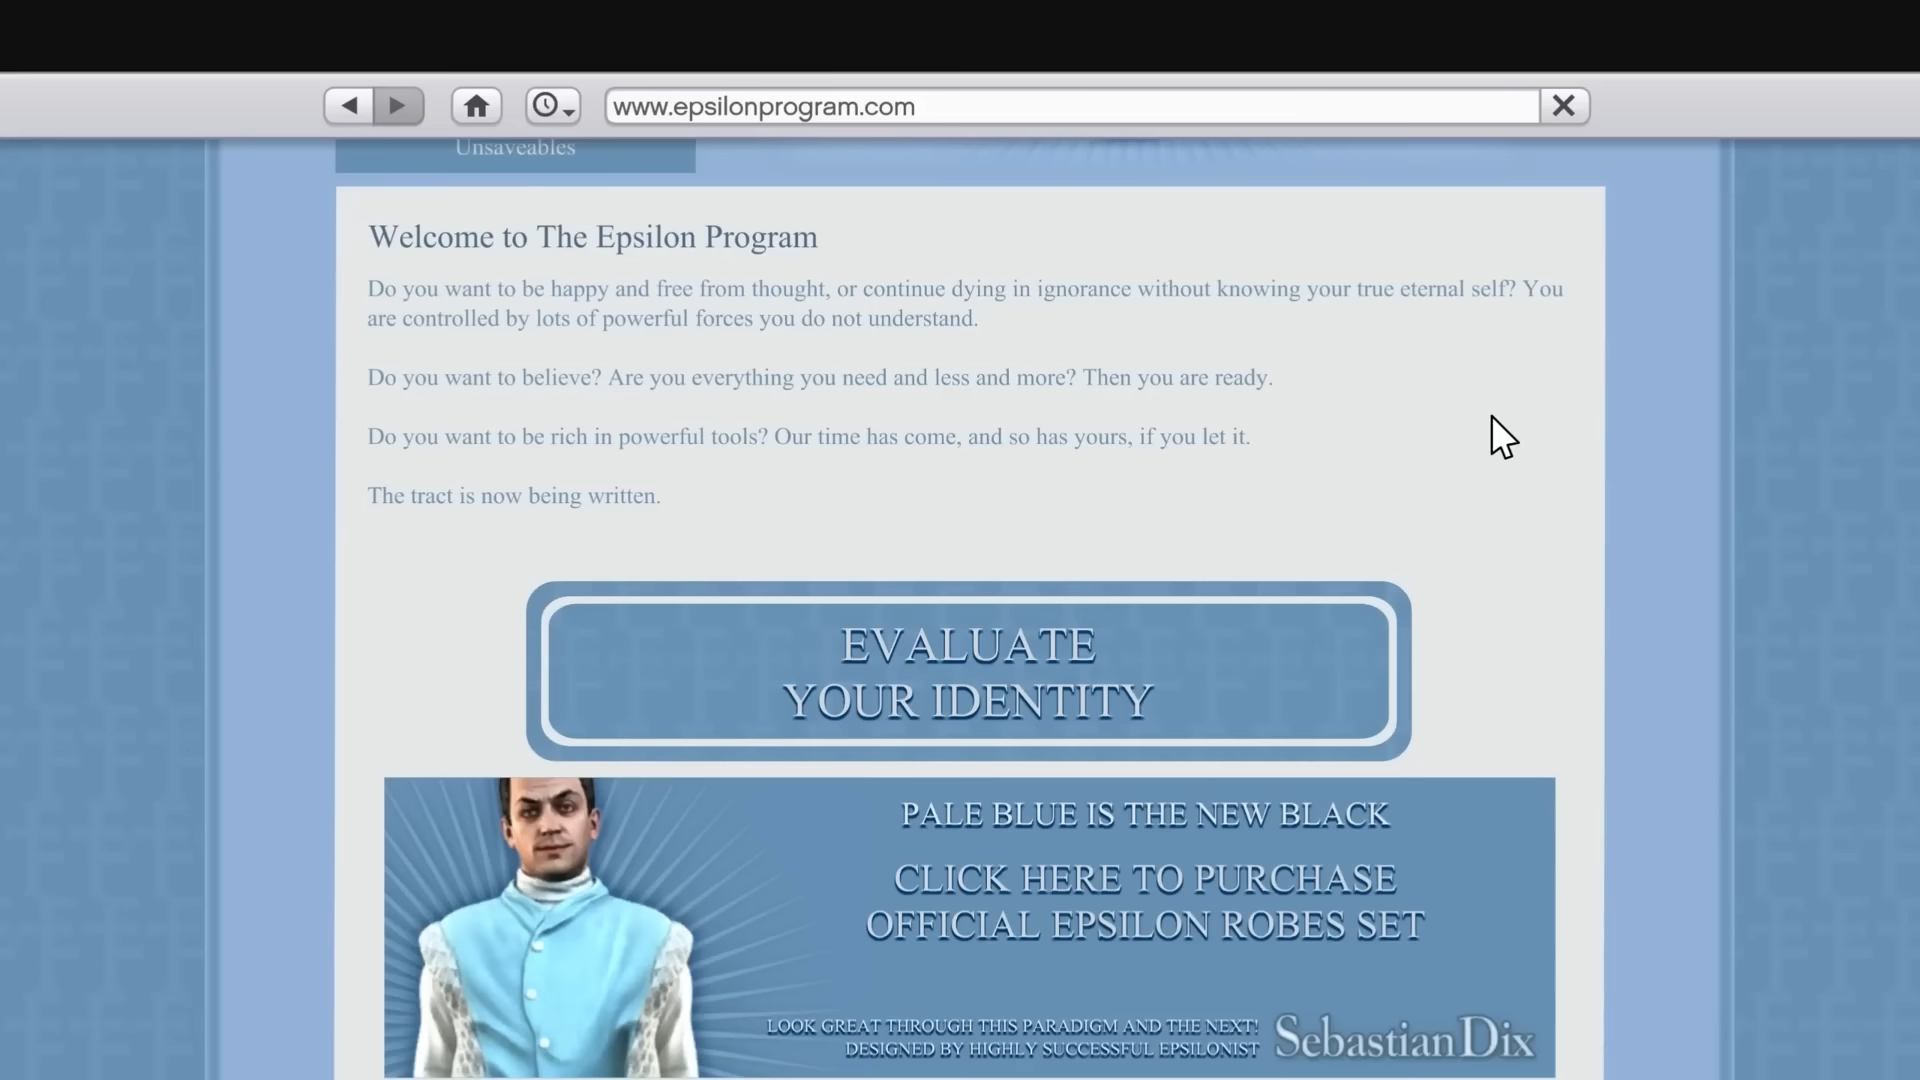 www.epsilonprogram.com
Unsaveables
Welcome to The Epsilon Program
Do you want to be happy and free from thought, or continue dying in ignorance without knowing your true eternal self? You
are controlled by lots of powerful forces you do not understand.
Do you want to believe? Are you everything you need and less and more? Then you are ready.
Do you want to be rich in powerful tools? Our time has come, and so has yours, if you let it.
The tract is now being written.
EVALUATE
YOUR IDENTITY
PALE BLUE IS THE NEW BLACK
CLICK HERE TO PURCHASE
OFFICIAL EPSILON ROBES SET
LOOK GREAT THROUGH THIS PARADIGM AND THE NEXT!
DESIGNED BY HIGHLY SUCCESSFUL EPSILONIST
SebastianDix